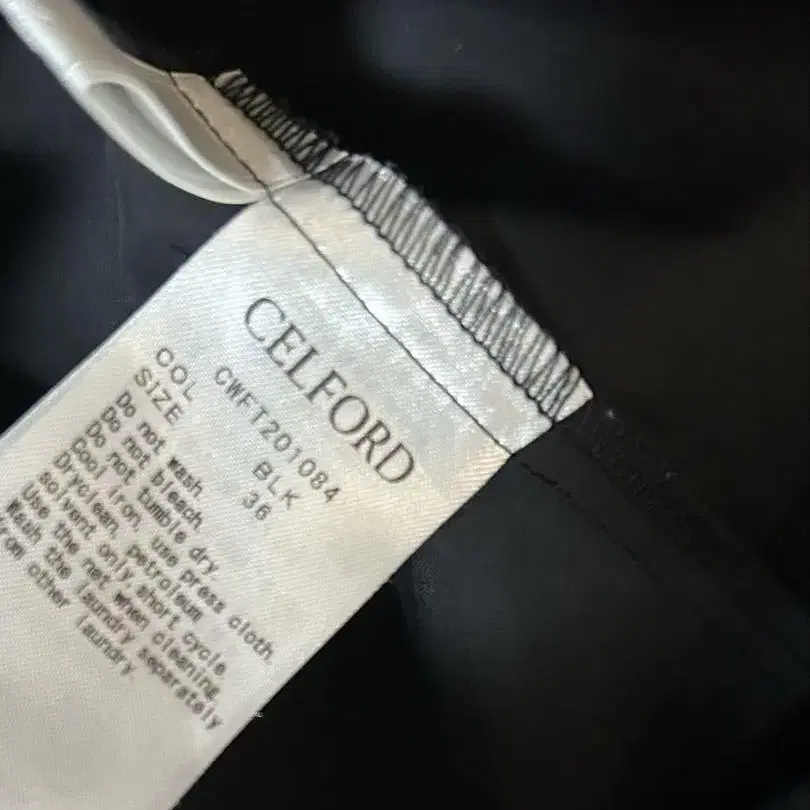 CELFORD
CWFT201084
COL BLK
SIZE 36
Do not wash
Do not bleach.
Do not tumble dry.
Cool iron, use press cloth.
Dryclean, petroleum
solvent only, short cycle.
Use the net when cleaning.
Wash the laundry separately
from other laundry.